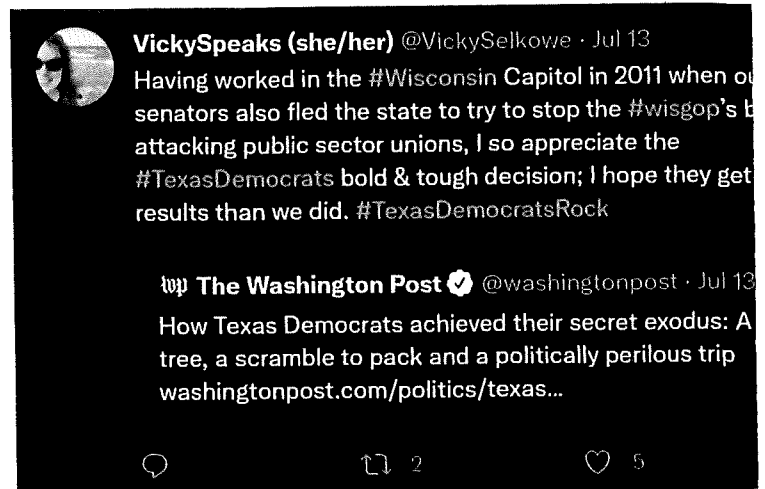 VickySpeaks (she/her) @VickySelkowe · Jul 13
Having worked in the #Wisconsin Capitol in 2011 when
senators also fled the state to try to stop the #wisgop's
attacking public sector unions, I so appreciate the
#TexasDemocrats bold & tough decision; I hope they get
results than we did. #TexasDemocratsRock
wp The Washington Post @washingtonpost · Jul 13
How Texas Democrats achieved their secret exodus: A
tree, a scramble to pack and a politically perilous trip
washingtonpost.com/politics/texas...
2 5